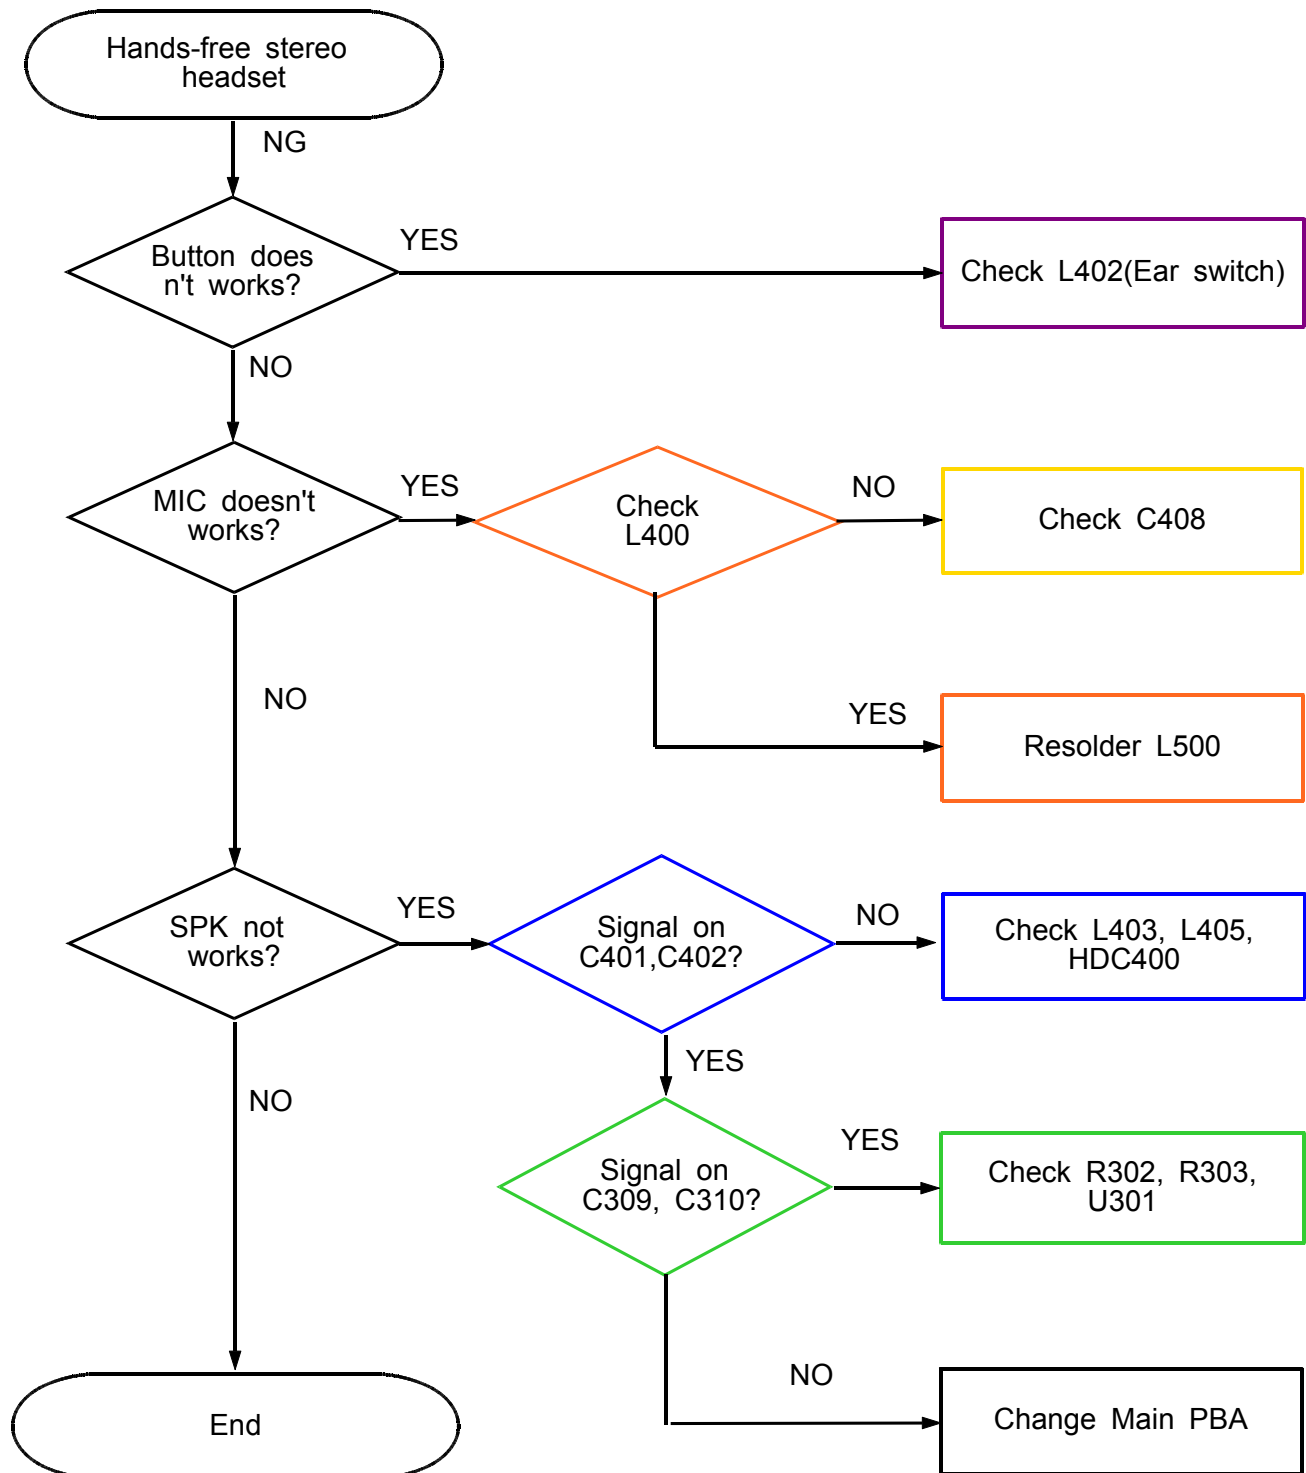 Hands-free stereo
headset
NG
Button does
n't works?
YES
Check L402(Ear switch)
NO
MIC doesn't
works?
YES
Check
L400
NO
Check C408
NO
YES
Resolder L500
SPK not
works?
YES
Signal on
C401,C402?
NO
Check L403, L405,
HDC400
YES
NO
Signal on
C309, C310?
YES
Check R302, R303,
U301
NO
Change Main PBA
End